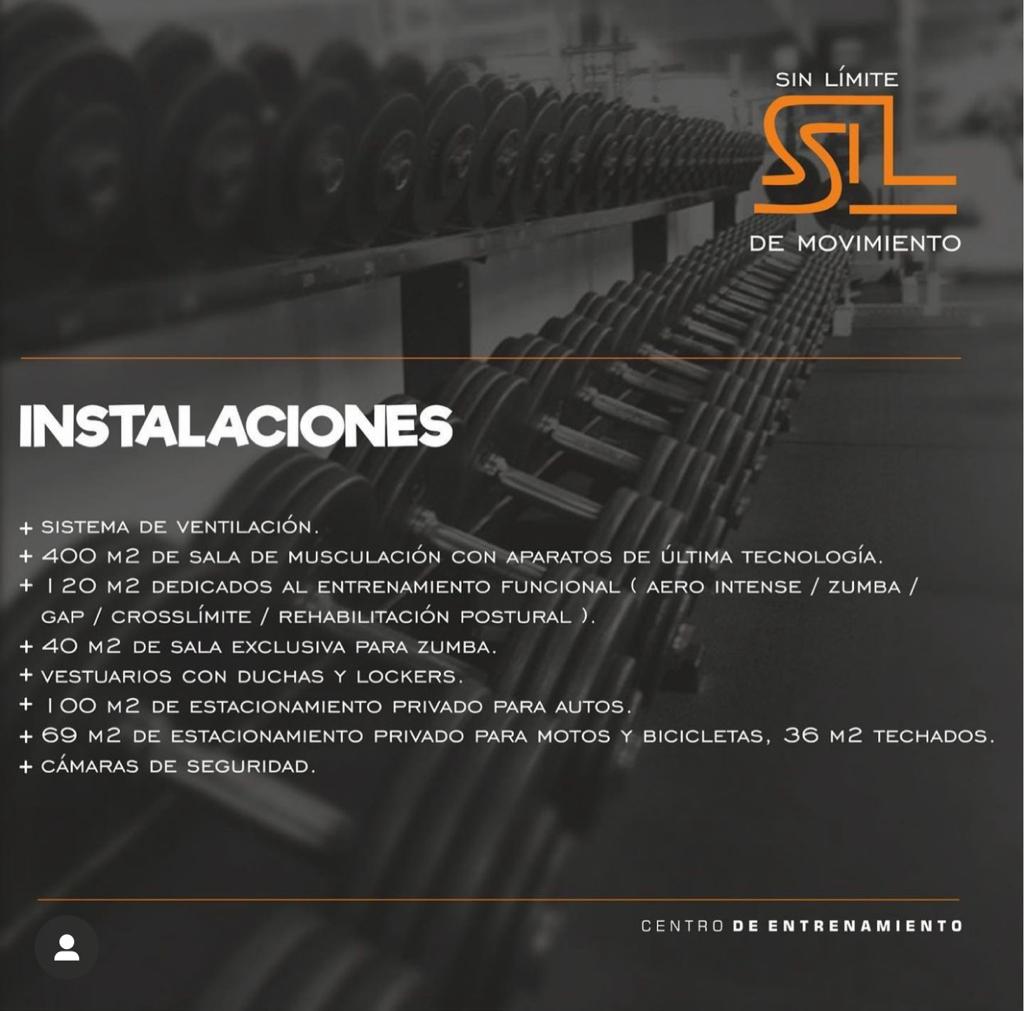 SIN LÍMITE
SIL
DE MOVIMIENTO
INSTALACIONES
+ SISTEMA DE VENTILACIÓN.
+ 400 M2 DE SALA DE MUSCULACIÓN CON APARATOS DE ÚLTIMA TECNOLOGÍA.
+ 120 M2 DEDICADOS AL ENTRENAMIENTO FUNCIONAL ( AERO INTENSE / ZUMBA /
GAP / CROSSLÍMITE / REHABILITACIÓN POSTURAL ).
+ 40 M2 DE SALA EXCLUSIVA PARA ZUMBA.
+ VESTUARIOS CON DUCHAS Y LOCKERS.
+ 100 M2 DE ESTACIONAMIENTO PRIVADO PARA AUTOS.
+ 69 M2 DE ESTACIONAMIENTO PRIVADO PARA MOTOS Y BICICLETAS, 36 M2 TECHADOS.
+ CÁMARAS DE SEGURIDAD.
CENTRO DE ENTRENAMIENTO